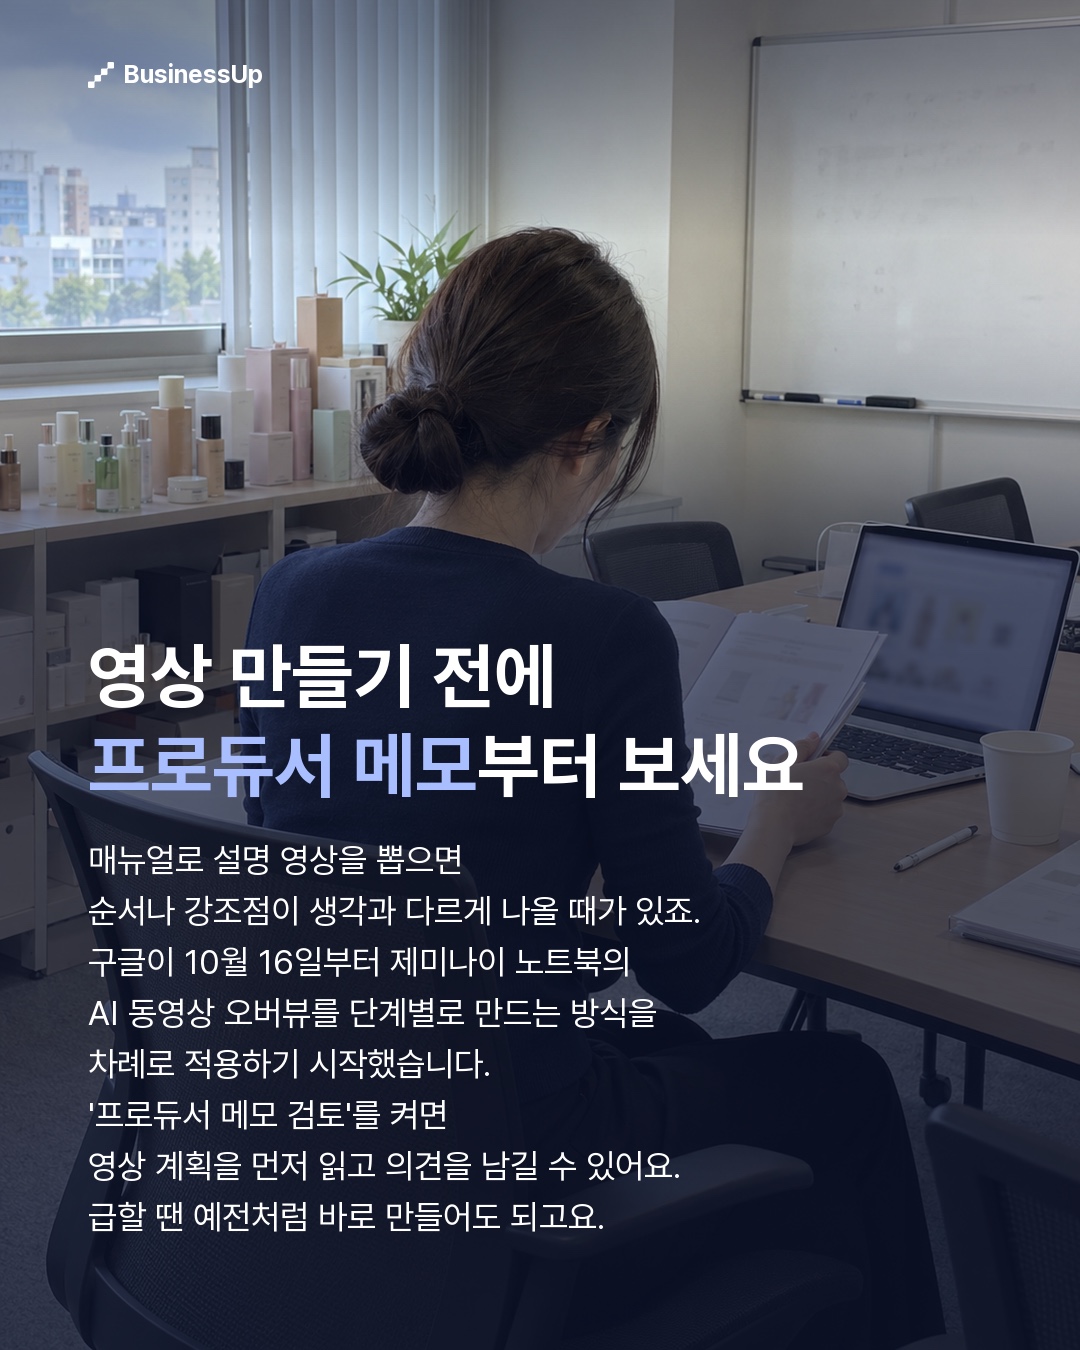 BusinessUp
영상 만들기 전에
프로듀서 메모부터 보세요
매뉴얼로 설명 영상을 뽑으면
순서나 강조점이 생각과 다르게 나올 때가 있죠.
구글이 10월 16일부터 제미나이 노트북의
AI 동영상 오버뷰를 단계별로 만드는 방식을
차례로 적용하기 시작했습니다.
'프로듀서 메모 검토'를 켜면
영상 계획을 먼저 읽고 의견을 남길 수 있어요.
급할 땐 예전처럼 바로 만들어도 되고요.